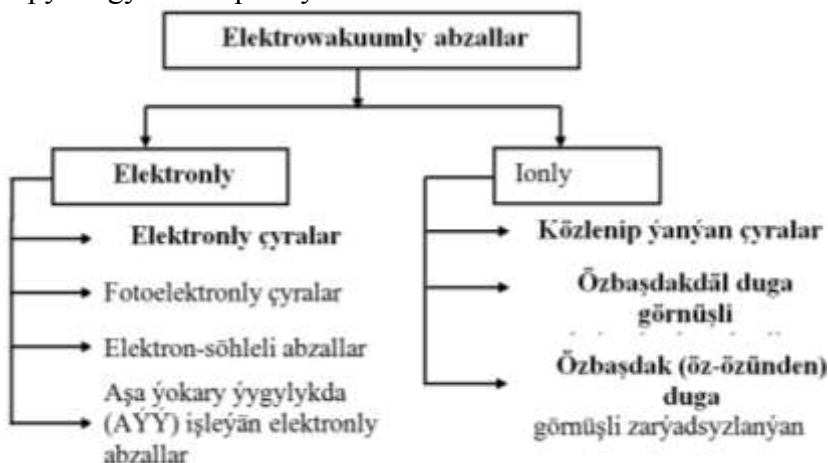 Elektrowakuumly abzallar
Elektronly
Elektronly çyralar
Fotoelektronly çyralar
Elektron-söhleli abzallar
Aşa ýokary ýygylykda
(AÝÝ) işleýän elektronly
abzallar
Ionly
Közlenip ýanýan çyralar
Özbaşdakdäl duga
görnüşli
Özbaşdak (öz-özünden)
duga
görnüşli zarýadsyzlanýan